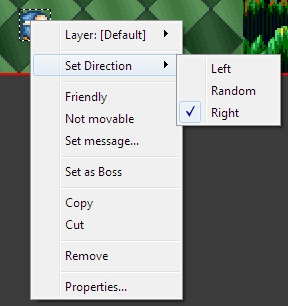 Layer: [Default]
Set Direction
Left
Random
Right
Friendly
Not movable
Set message...
Set as Boss
Copy
Cut
Remove
Properties...